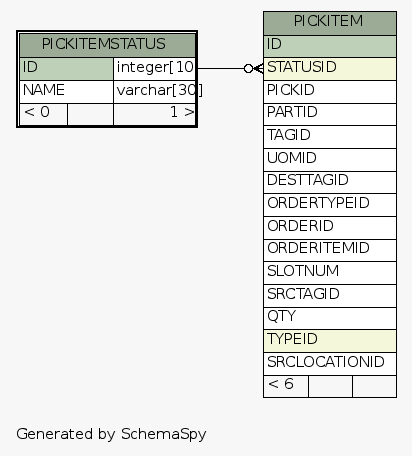 PICKITEMSTATUS
ID integer[10
NAME varchar[30]
< 0 1 >
PICKITEM
ID
STATUSID
PICKID
PARTID
TAGID
UOMID
DESTTAGID
ORDERTYPEID
ORDERID
ORDERITEMID
SLOTNUM
SRCTAGID
QTY
TYPEID
SRCLOCATIONID
< 6
Generated by SchemaSpy